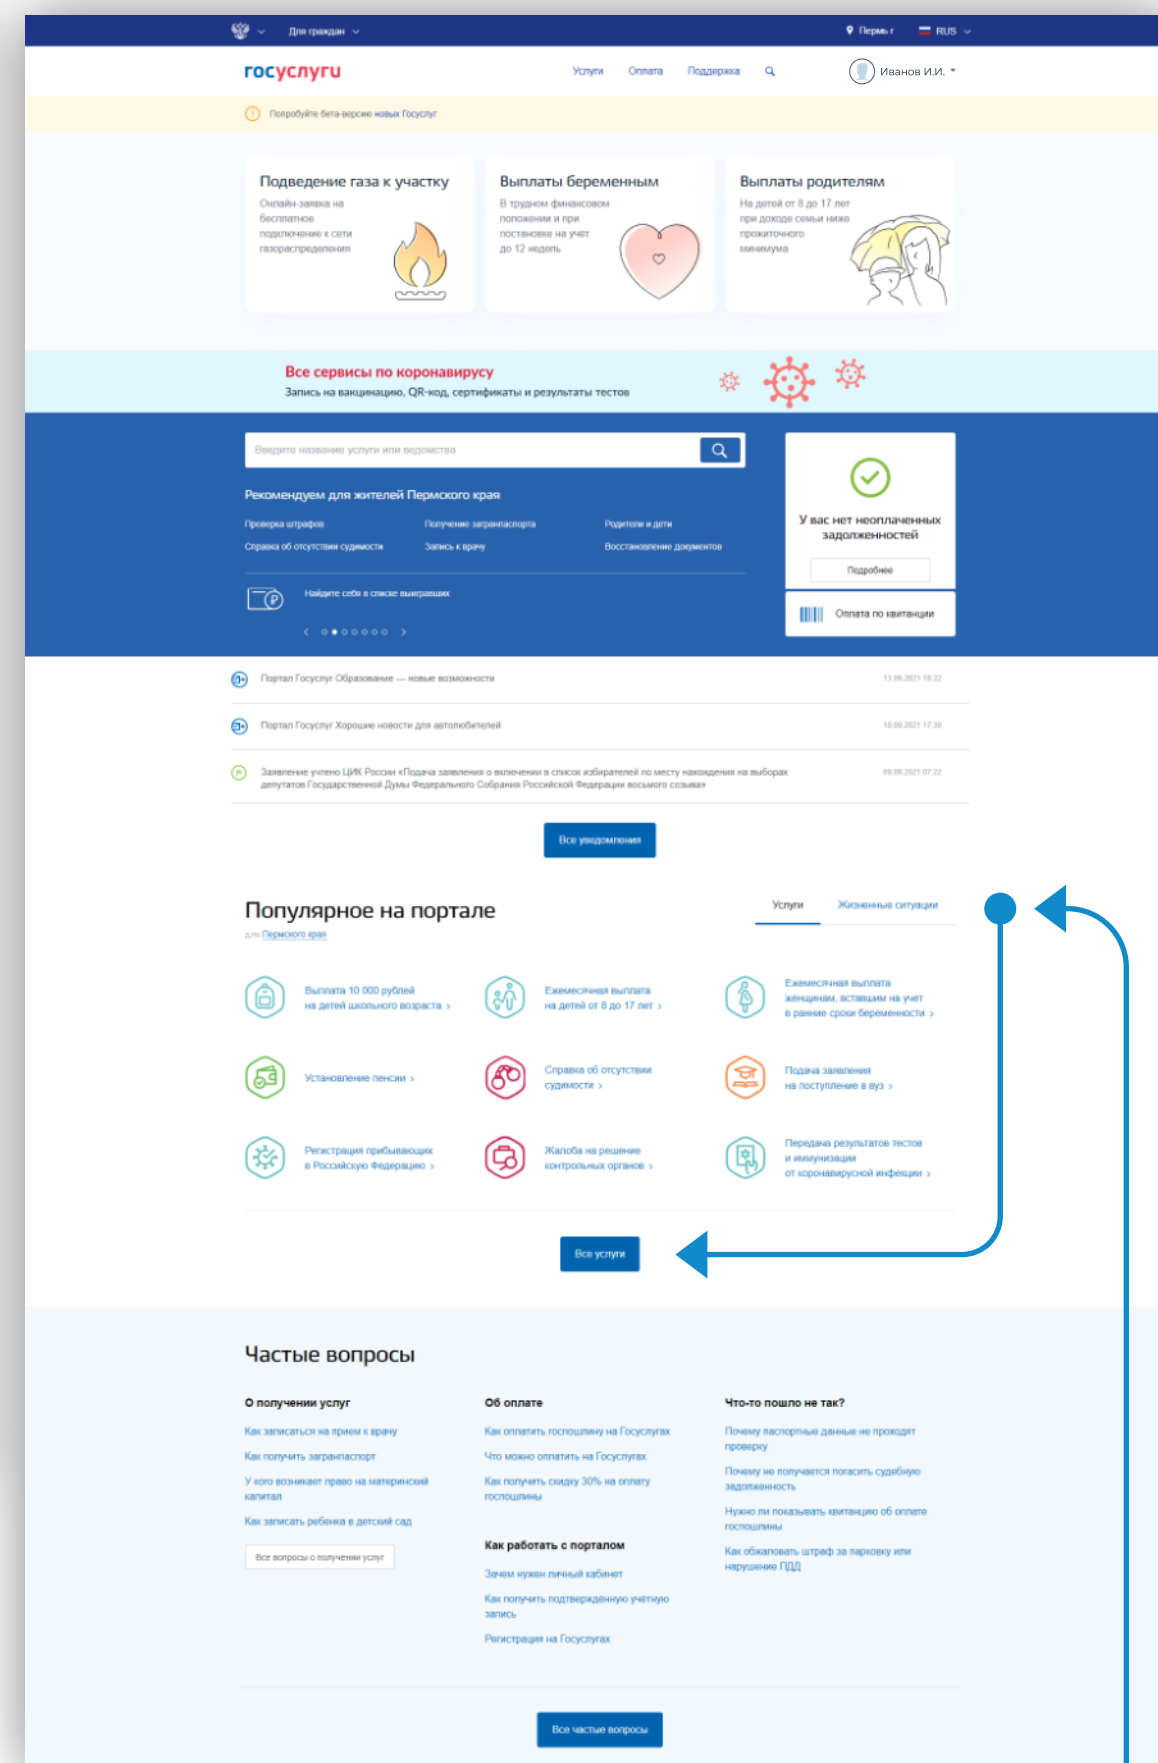 Для граждан
Пермь г
RUS
госуслуги
Услуги Оплата Поддержка
Иванов И.И.
Попробуйте бета-версию новых Госуслуг
Подведение газа к участку
Онлайн-заявка на
бесплатное
подключение к сети
газораспределения
Выплаты беременным
В трудном финансовом
положении и при
постановке на учёт
до 12 недель
Выплаты родителям
На детей от 8 до 17 лет
при доходе семьи ниже
прожиточного
минимума
Все сервисы по коронавирусу
Запись на вакцинацию, QR-код, сертификаты и результаты тестов
Введите название услуги или ведомства
Рекомендуем для жителей Пермского края
Проверка штрафов
Получение загранпаспорта
Родители и дети
Справка об отсутствии судимости
Запись к врачу
Восстановление документов
Найдите себя в списке выигравших
У вас нет неоплаченных
задолженностей
Подробнее
Оплата по квитанции
Портал Госуслуг Образование — новые возможности
13.09.2021 18:22
Портал Госуслуг Хорошие новости для автолюбителей
10.09.2021 17:39
Заявление учтено ЦИК России «Подача заявления о включении в список избирателей по месту нахождения на выборах
депутатов Государственной Думы Федерального Собрания Российской Федерации восьмого созыва»
09.09.2021 07:22
Все уведомления
Популярное на портале
для Пермского края
Услуги
Жизненные ситуации
Выплата 10 000 рублей
на детей школьного возраста ›
Ежемесячная выплата
на детей от 8 до 17 лет ›
Ежемесячная выплата
женщинам, вставшим на учет
в ранние сроки беременности ›
Установление пенсии ›
Справка об отсутствии
судимости ›
Подача заявления
на поступление в вуз ›
Регистрация прибывающих
в Российскую Федерацию ›
Жалоба на решение
контрольных органов ›
Передача результатов тестов
и иммунизации
от коронавирусной инфекции ›
Все услуги
Частые вопросы
О получении услуг
Как записаться на прием к врачу
Как получить загранпаспорт
У кого возникает право на материнский
капитал
Как записать ребенка в детский сад
Все вопросы о получении услуг
Об оплате
Как оплатить госпошлину на Госуслугах
Что можно оплатить на Госуслугах
Как получить скидку 30% на оплату
госпошлины
Как работать с порталом
Зачем нужен личный кабинет
Как получить подтверждённую учётную
запись
Регистрация на Госуслугах
Что-то пошло не так?
Почему паспортные данные не проходят
проверку
Почему не получается погасить судебную
задолженность
Нужно ли показывать квитанцию об оплате
госпошлины
Как обжаловать штраф за парковку или
нарушение ПДД
Все частые вопросы